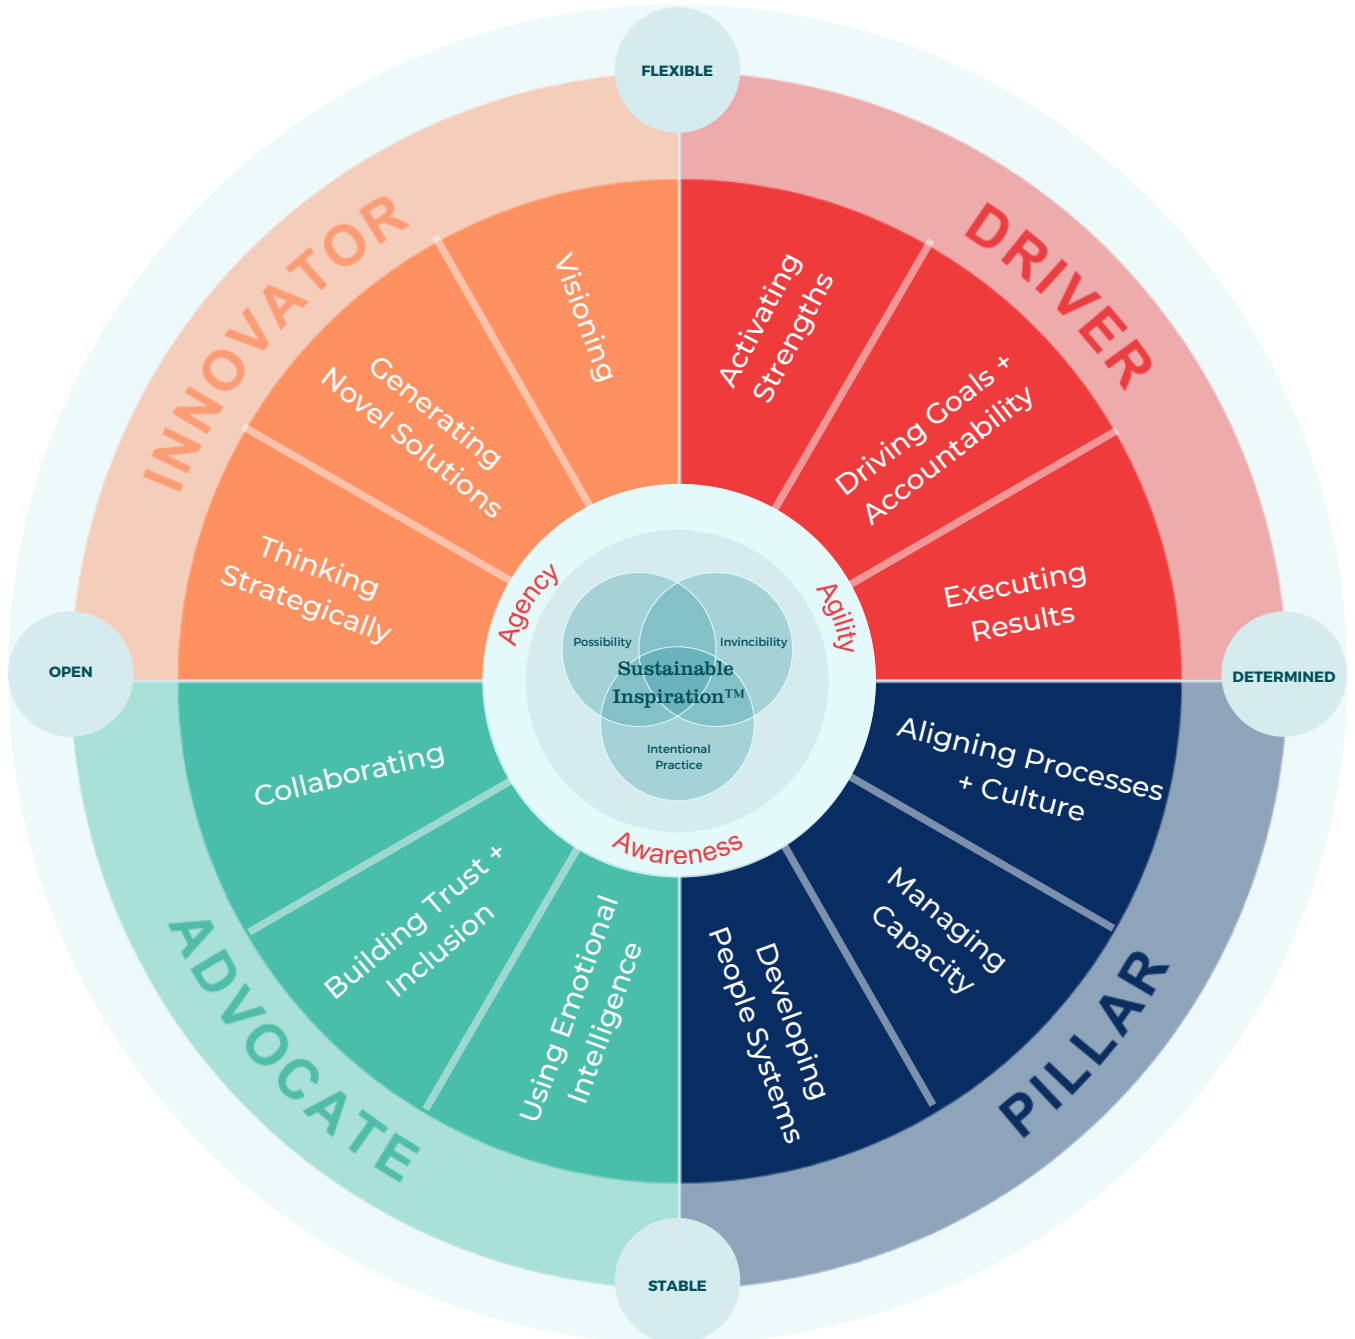 FLEXIBLE
INNOVATOR
DRIVER
Visioning
Activating
Strengths
Generating
Novel Solutions
Driving Goals +
Accountability
Thinking
Strategically
Executing
Results
Agency
Agility
Possibility
Invincibility
Sustainable
Inspiration™
Intentional
Practice
Awareness
OPEN
DETERMINED
Collaborating
Aligning Processes
+ Culture
Building Trust +
Inclusion
Managing
Capacity
Using Emotional
Intelligence
Developing
People Systems
ADVOCATE
PILLAR
STABLE